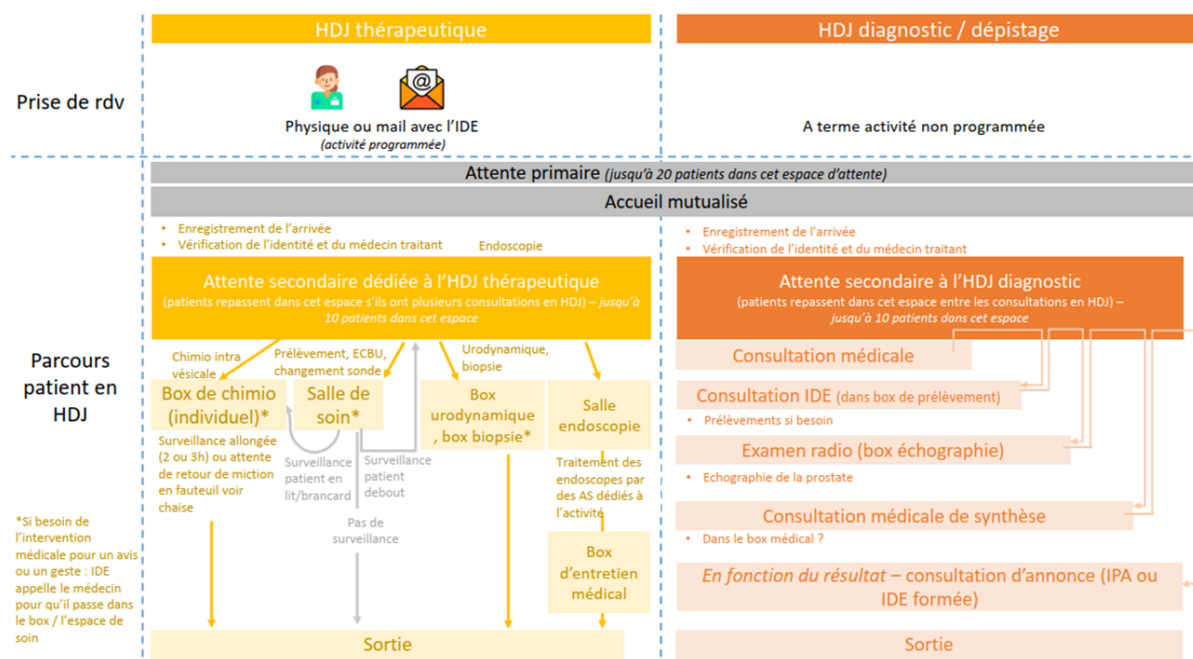 HDJ thérapeutique
HDJ diagnostic / dépistage
Prise de rdv
@
Physique ou mail avec l'IDE
(activité programmée)
A terme activité non programmée
Attente primaire (jusqu'à 20 patients dans cet espace d'attente)
Accueil mutualisé
Parcours
patient en
HDJ
• Enregistrement de l'arrivée
• Vérification de l'identité et du médecin traitant
Endoscopie
Attente secondaire dédiée à l'HDJ thérapeutique
(patients repassent dans cet espace s'ils ont plusieurs consultations en HDJ) – jusqu'à
10 patients dans cet espace
Chimio intra
vésicale
Prélèvement, ECBU,
changement sonde
Urodynamique,
biopsie
Box de chimio
(individuel)*
Salle de
soin*
Box
urodynamique
, box biopsie*
Salle
endoscopie
Surveillance allongée
(2 ou 3h) ou attente
de retour de miction
en fauteuil voir
chaise
Surveillance
patient en
lit/brancard
Surveillance
patient
debout
Pas de
surveillance
Traitement des
endoscopes par
des AS dédiés à
l'activité
Box
d'entretien
médical
*Si besoin de
l'intervention
médicale pour un avis
ou un geste : IDE
appelle le médecin
pour qu'il passe dans
le box / l'espace de
soin
Sortie
• Enregistrement de l'arrivée
• Vérification de l'identité et du médecin traitant
Attente secondaire à l'HDJ diagnostic
(patients repassent dans cet espace entre les consultations en HDJ) –
jusqu'à 10 patients dans cet espace
Consultation médicale
Consultation IDE (dans box de prélèvement)
• Prélèvements si besoin
Examen radio (box échographie)
• Echographie de la prostate
Consultation médicale de synthèse
• Dans le box médical ?
En fonction du résultat – consultation d'annonce (IPA ou
IDE formée)
Sortie